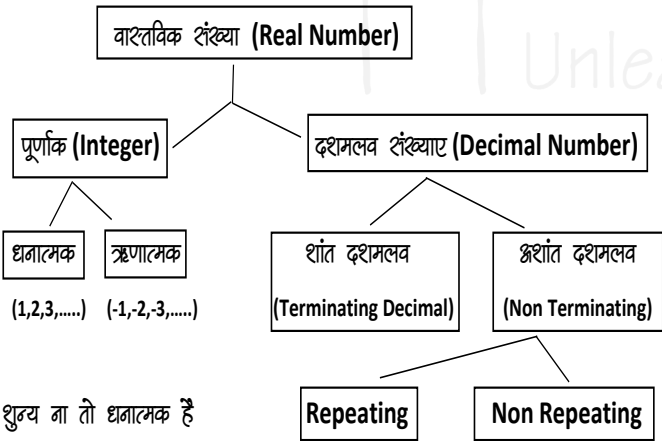 वास्तविक संख्या (Real Number)
Unlea
पूर्णांक (Integer)
दशमलव संख्याए (Decimal Number)
धनात्मक
ऋणात्मक
(1,2,3,.....)
(-1,-2,-3,.....)
शांत दशमलव
(Terminating Decimal)
अशांत दशमलव
(Non Terminating)
शुन्य ना तो धनात्मक है
Repeating
Non Repeating